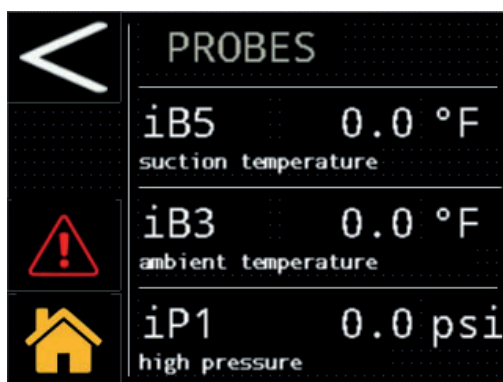 PROBES
iB5 0.0 °F
suction temperature
iB3 0.0 °F
ambient temperature
iP1 0.0 psi
high pressure